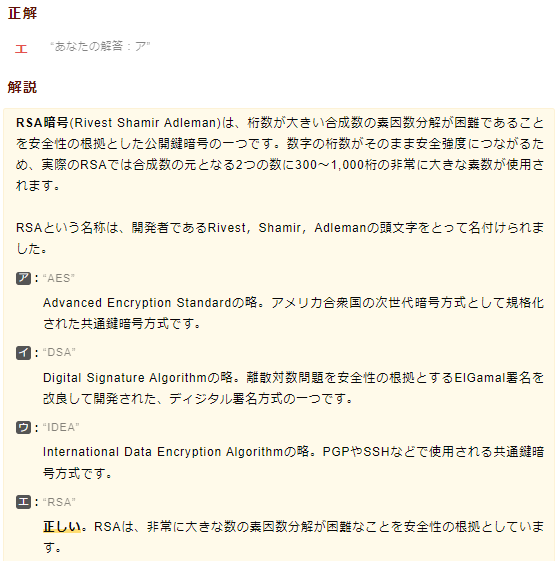 正解
エ “あなたの解答：ア”
解説
RSA暗号(Rivest Shamir Adleman)は、桁数が大きい合成数の素因数分解が困難であること
を安全性の根拠とした公開鍵暗号の一つです。数字の桁数がそのまま安全強度につながるた
め、実際のRSAでは合成数の元となる2つの数に300～1,000桁の非常に大きな素数が使用さ
れます。
RSAという名称は、開発者であるRivest，Shamir，Adlemanの頭文字をとって名付けられま
した。
ア：“AES”
Advanced Encryption Standardの略。アメリカ合衆国の次世代暗号方式として規格化
された共通鍵暗号方式です。
イ：“DSA”
Digital Signature Algorithmの略。離散対数問題を安全性の根拠とするElGamal署名を
改良して開発された、ディジタル署名方式の一つです。
ウ：“IDEA”
International Data Encryption Algorithmの略。PGPやSSHなどで使用される共通鍵暗
号方式です。
エ：“RSA”
正しい。RSAは、非常に大きな数の素因数分解が困難なことを安全性の根拠としていま
す。